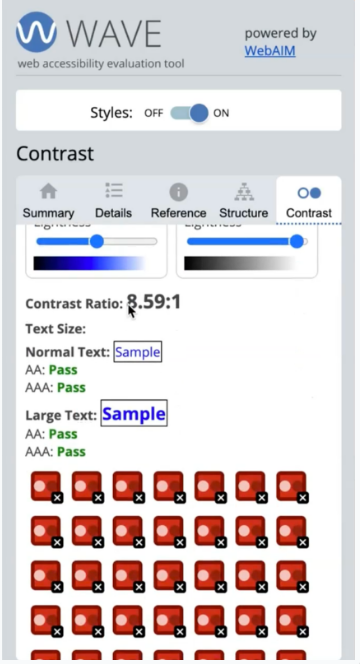 WAVE
powered by
WebAIM
web accessibility evaluation tool
Styles: OFF ON
Contrast
Summary Details Reference Structure Contrast
Lightness Lightness
Contrast Ratio: 8.59:1
Text Size:
Normal Text: Sample
AA: Pass
AAA: Pass
Large Text: Sample
AA: Pass
AAA: Pass